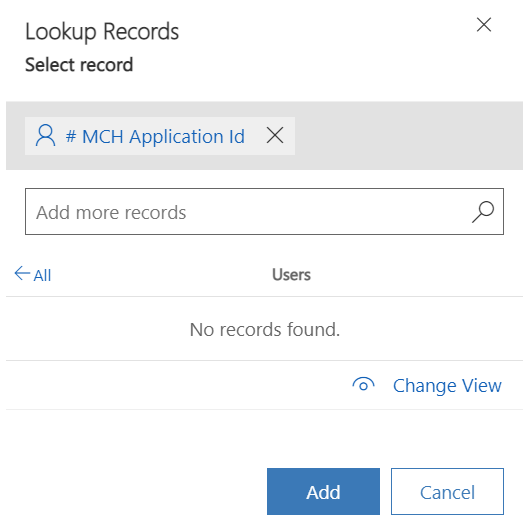 Lookup Records
Select record
# MCH Application Id
Add more records
All
Users
No records found.
Change View
Add
Cancel